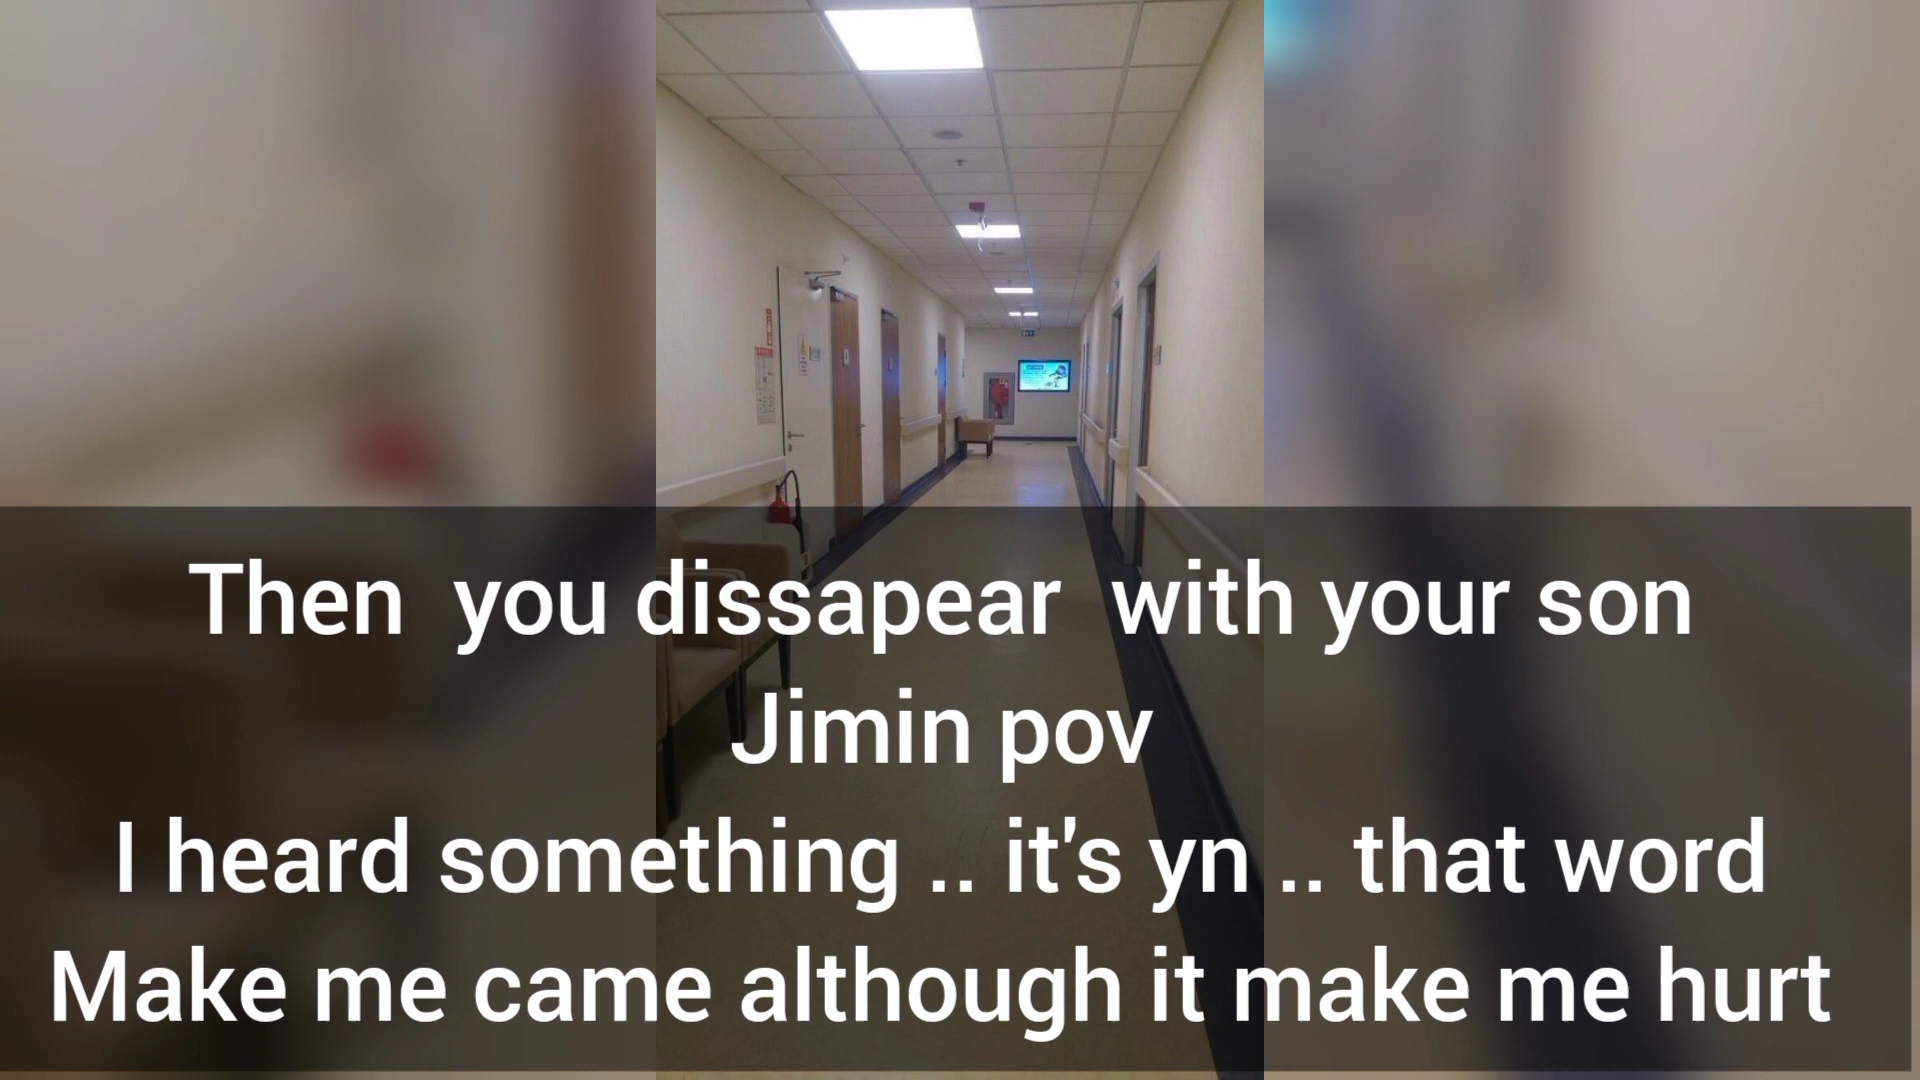 Then you dissapear with your son
Jimin pov
I heard something .. it's yn .. that word
Make me came although it make me hurt